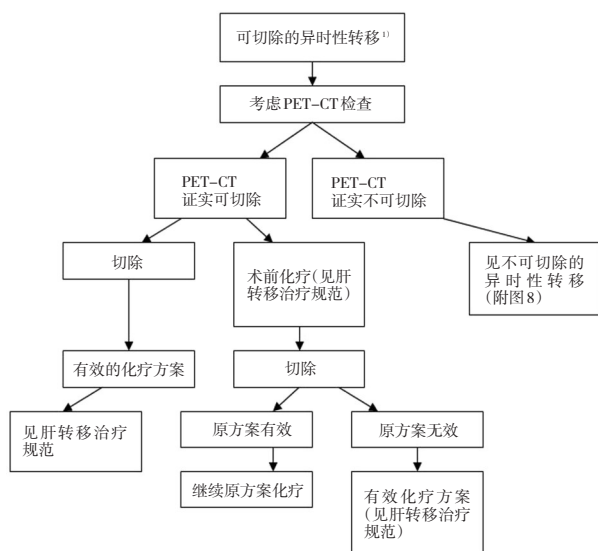 可切除的异时性转移1)
考虑PET-CT检查
PET-CT
证实可切除
PET-CT
证实不可切除
切除
术前化疗(见肝
转移治疗规范)
见不可切除的
异时性转移
(附图8)
有效的化疗方案
切除
见肝转移治疗
规范
原方案有效
原方案无效
继续原方案化疗
有效化疗方案
(见肝转移治疗
规范)